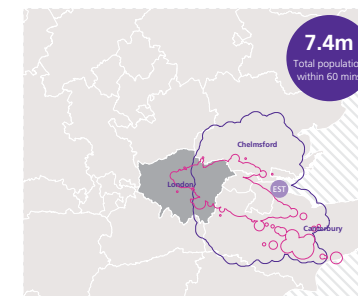 7.4m
Total population
within 60 mins
Chelmsford
London
EST
Canterbury